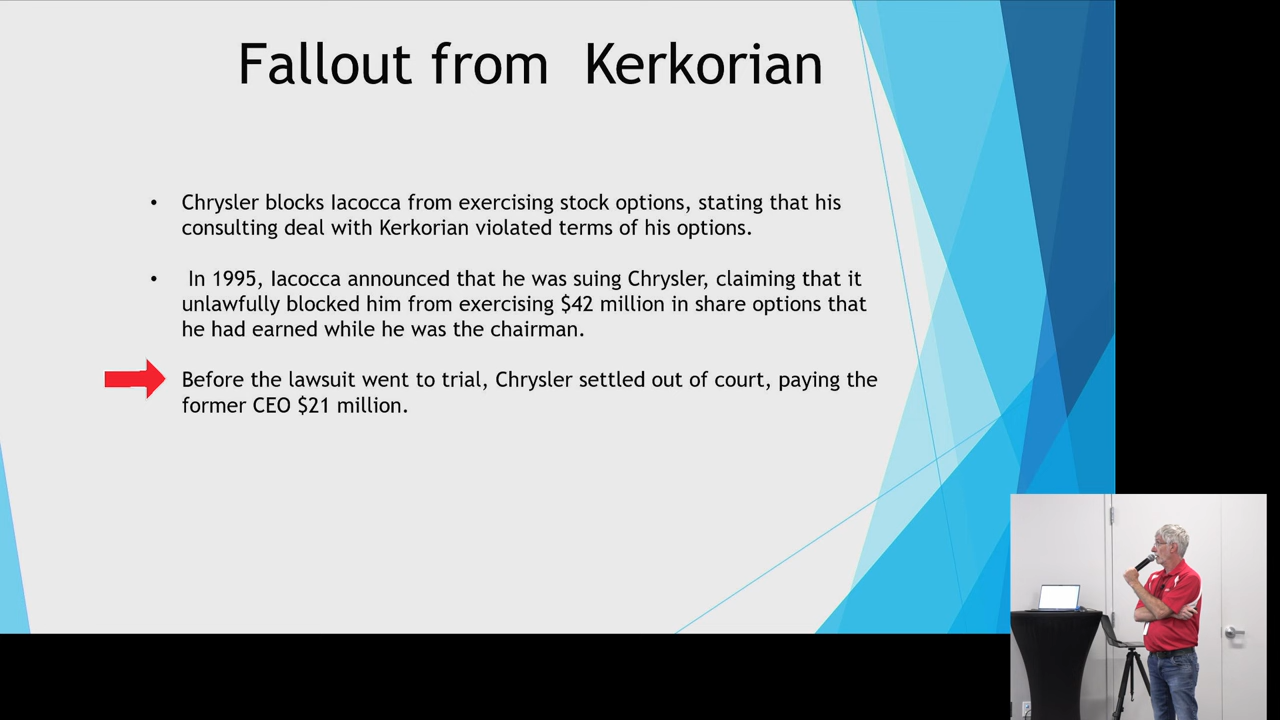 Fallout from  Kerkorian
• Chrysler blocks Iacocca from exercising stock options, stating that his
consulting deal with Kerkorian violated terms of his options.
•  In 1995, Iacocca announced that he was suing Chrysler, claiming that it
unlawfully blocked him from exercising $42 million in share options that
he had earned while he was the chairman.
Before the lawsuit went to trial, Chrysler settled out of court, paying the
former CEO $21 million.